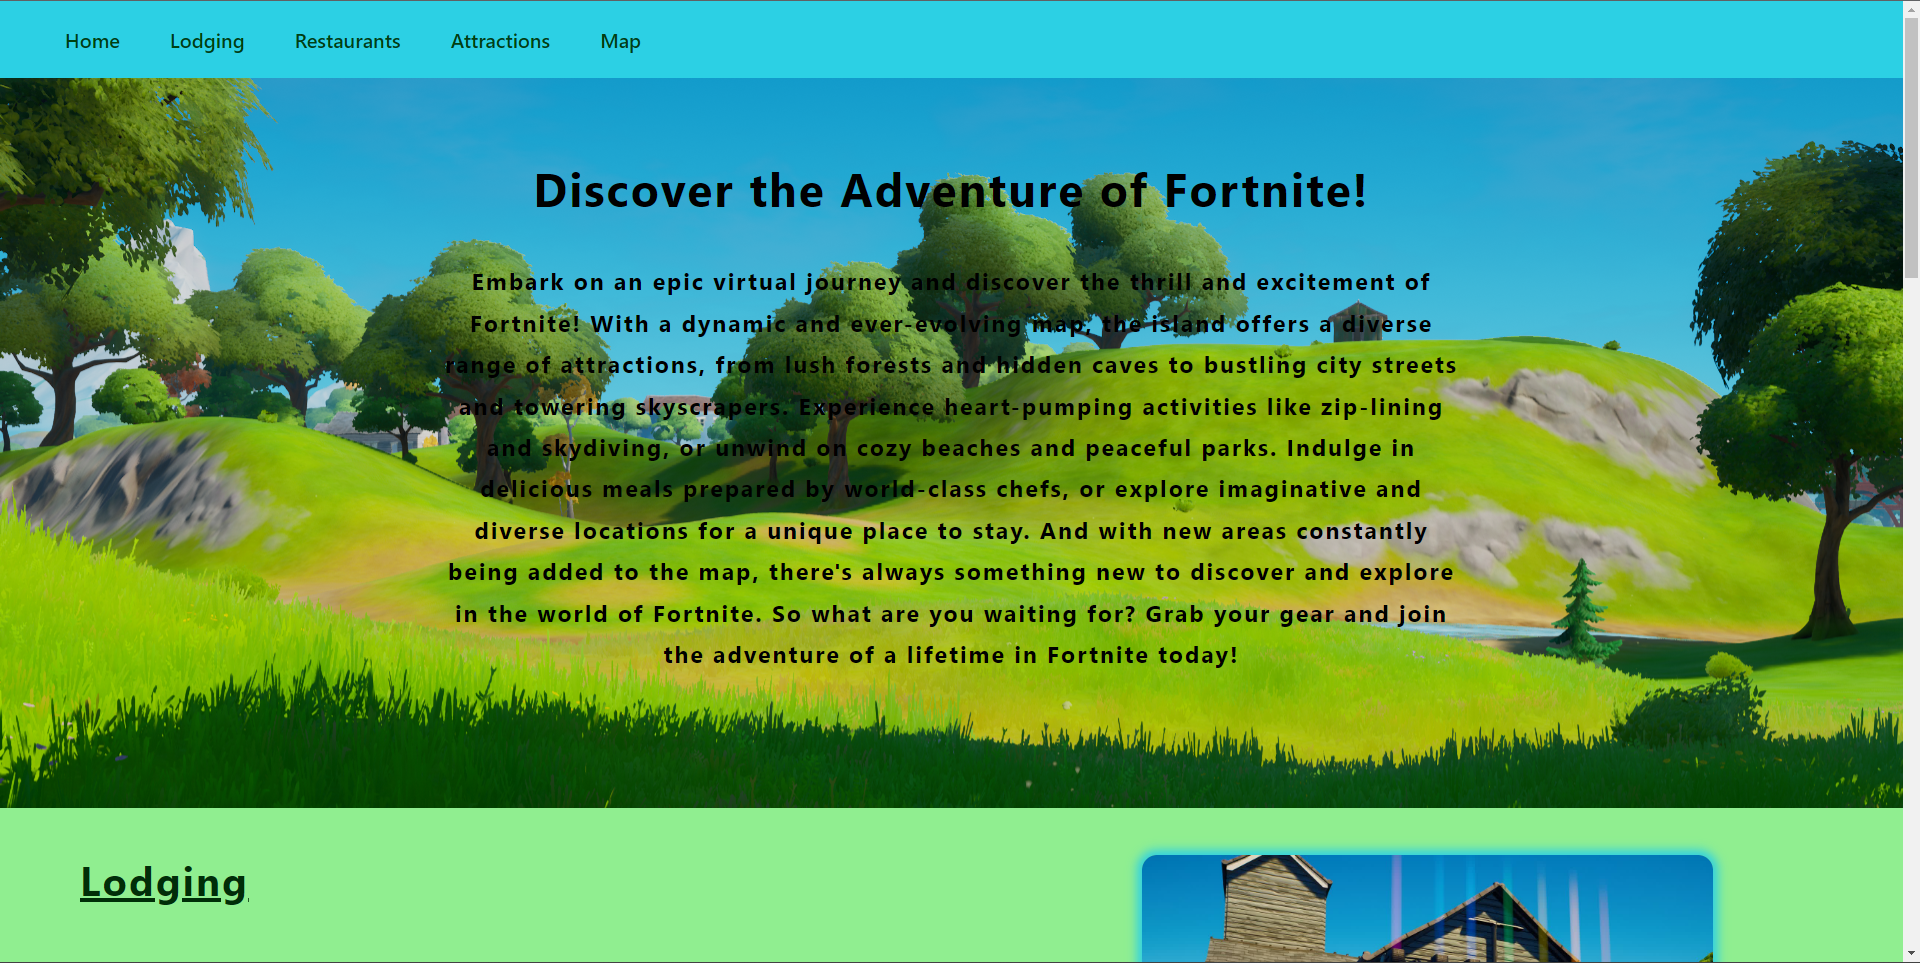 Home Lodging Restaurants Attractions Map
Discover the Adventure of Fortnite!
Embark on an epic virtual journey and discover the thrill and excitement of
Fortnite! With a dynamic and ever-evolving map, the island offers a diverse
range of attractions, from lush forests and hidden caves to bustling city streets
and towering skyscrapers. Experience heart-pumping activities like zip-lining
and skydiving, or unwind on cozy beaches and peaceful parks. Indulge in
delicious meals prepared by world-class chefs, or explore imaginative and
diverse locations for a unique place to stay. And with new areas constantly
being added to the map, there's always something new to discover and explore
in the world of Fortnite. So what are you waiting for? Grab your gear and join
the adventure of a lifetime in Fortnite today!
Lodging